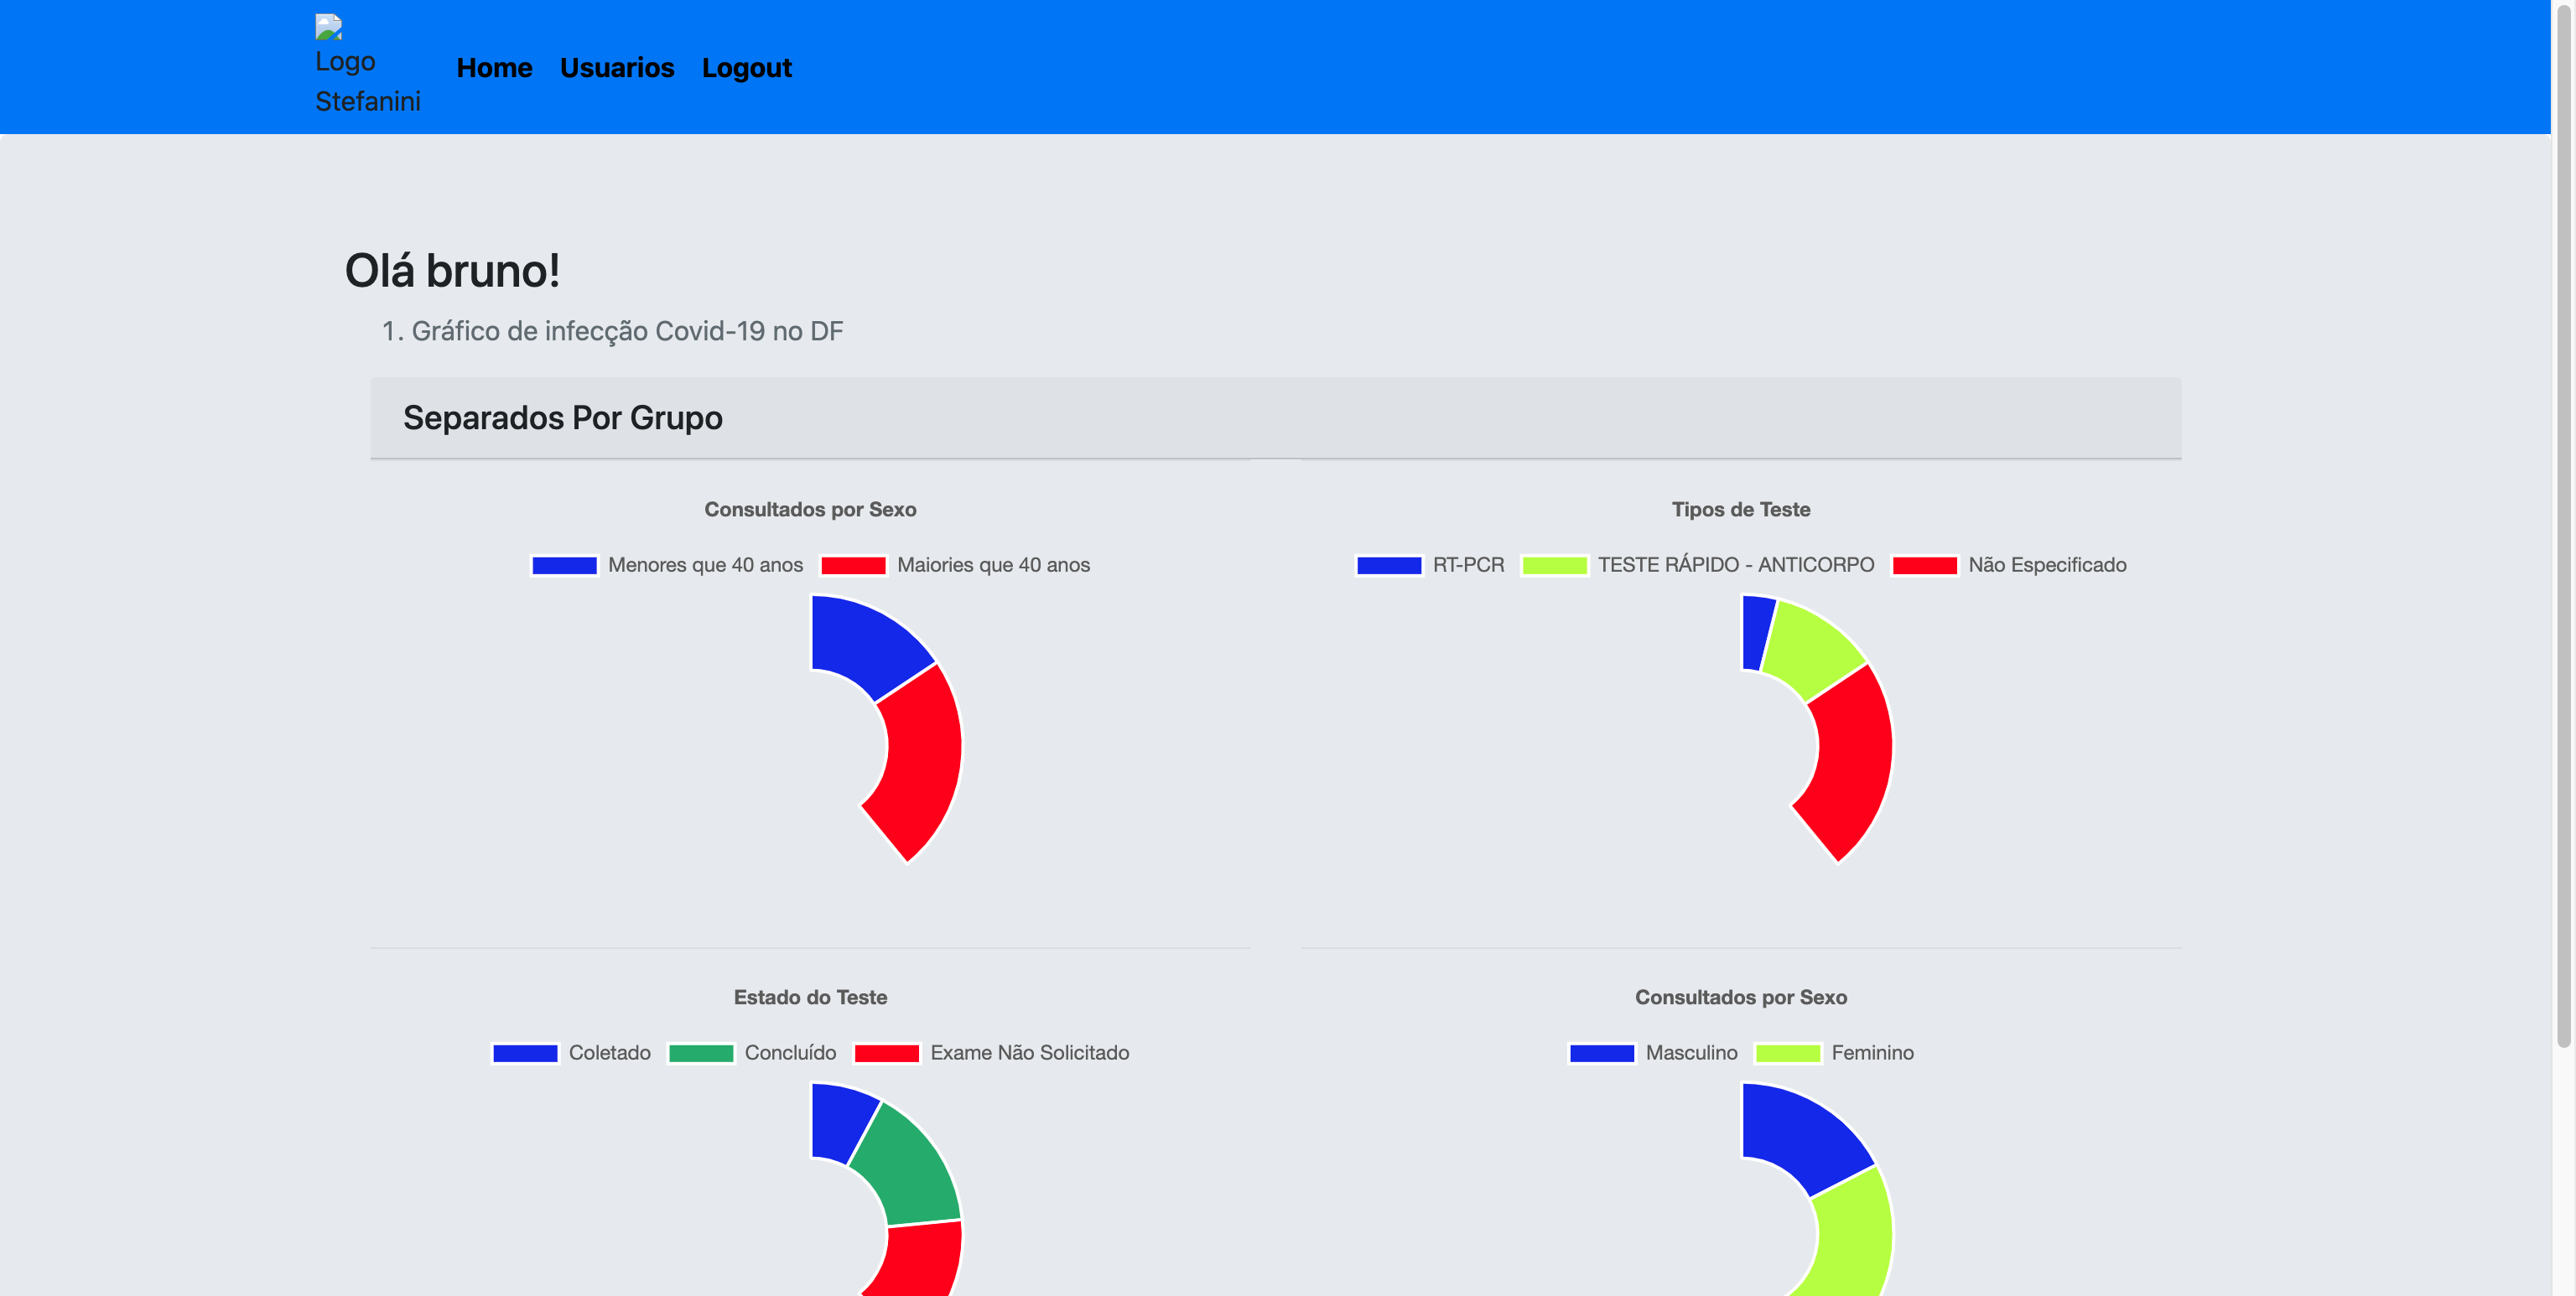 Logo
Stefanini
Home Usuarios Logout
Olá bruno!
1. Gráfico de infecção Covid-19 no DF
Separados Por Grupo
Consultados por Sexo
Menores que 40 anos Maiories que 40 anos
Tipos de Teste
RT-PCR TESTE RÁPIDO - ANTICORPO Não Especificado
Estado do Teste
Coletado Concluído Exame Não Solicitado
Consultados por Sexo
Masculino Feminino